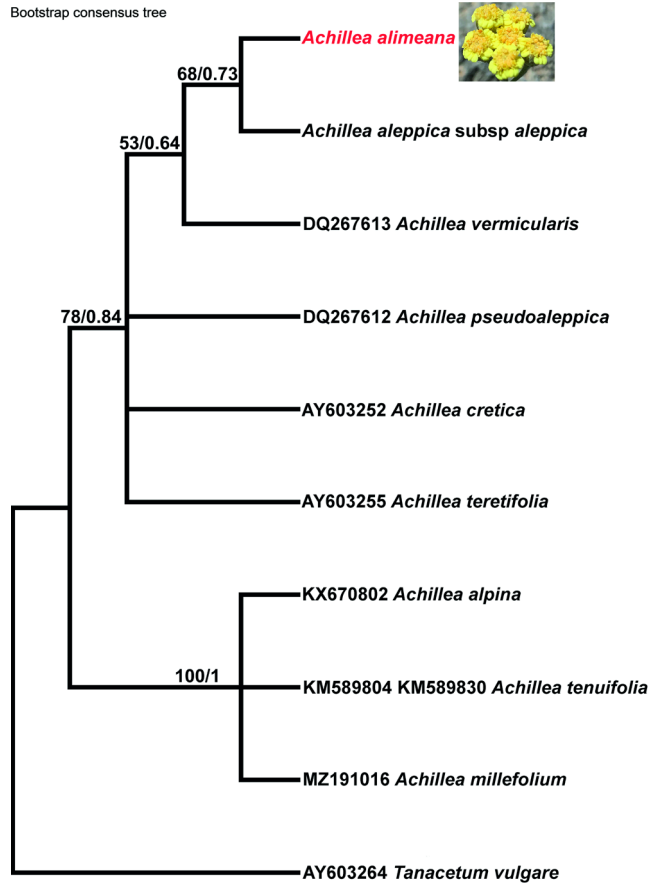 Bootstrap consensus tree
Achillea alimeana
68/0.73
Achillea aleppica subsp aleppica
53/0.64
DQ267613 Achillea vermicularis
78/0.84
DQ267612 Achillea pseudoaleppica
AY603252 Achillea cretica
AY603255 Achillea teretifolia
KX670802 Achillea alpina
100/1
KM589804 KM589830 Achillea tenuifolia
MZ191016 Achillea millefolium
AY603264 Tanacetum vulgare